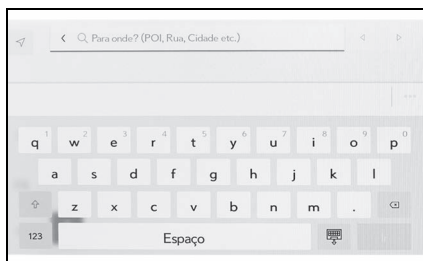 Para onde? (POI, Rua, Cidade etc.)
q 1 w 2 e 3 r 4 t 5 y 6 u 7 i 8 o 9 p 0
a s d f g h j k l
z x c v b n m .
123 Espaço